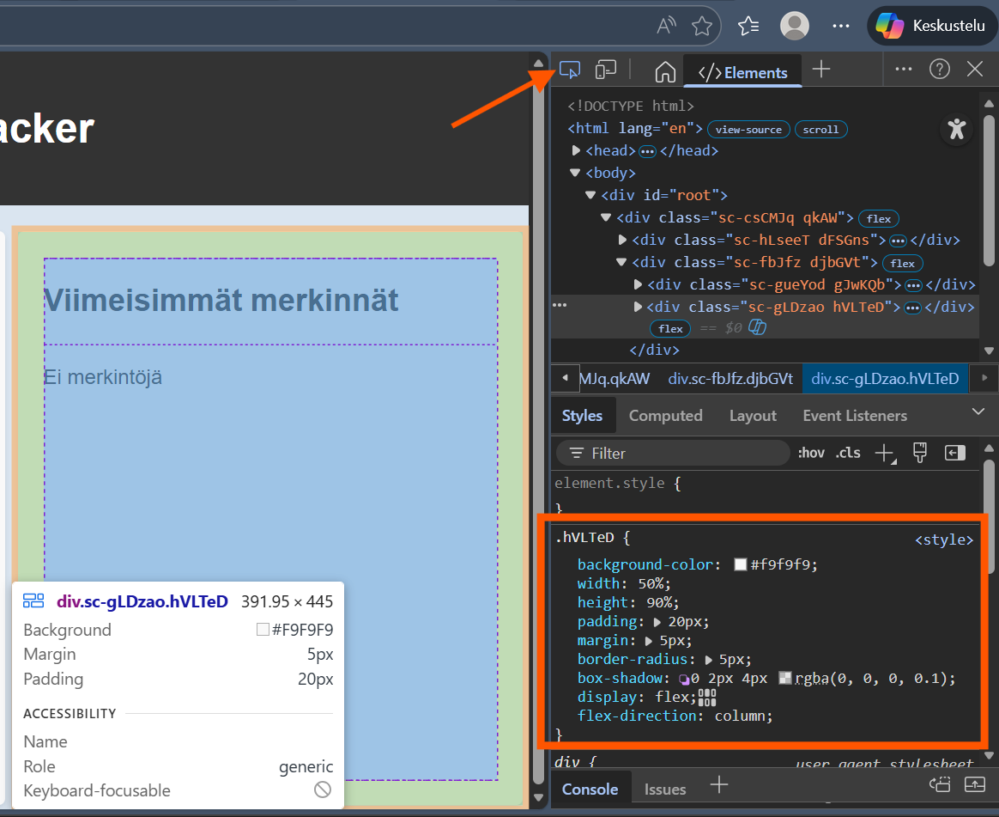 Keskustelu
acker
Viimeisimmät merkinnät
Ei merkintöjä
div.sc-gLDzao.hVLTeD 391.95 × 445
Background #F9F9F9
Margin 5px
Padding 20px
ACCESSIBILITY
Name
Role generic
Keyboard-focusable
</> Elements
<!DOCTYPE html>
<html lang="en"> view-source scroll
<head> ••• </head>
<body>
<div id="root">
<div class="sc-csCMJq qkAW"> flex
<div class="sc-hLseeT dFSGns"> ••• </div>
<div class="sc-fbJfz djbGVt"> flex
<div class="sc-gueYod gJwKQb"> ••• </div>
••• <div class="sc-gLDzao hVLTeD"> ••• </div>
flex == $0
</div>
MJq.qkAW div.sc-fbJfz.djbGVt div.sc-gLDzao.hVLTeD
Styles Computed Layout Event Listeners
Filter :hov .cls
element.style {
}
.hVLTeD { <style>
background-color: #f9f9f9;
width: 50%;
height: 90%;
padding: 20px;
margin: 5px;
border-radius: 5px;
box-shadow: 0 2px 4px rgba(0, 0, 0, 0.1);
display: flex;
flex-direction: column;
}
div { user agent stylesheet
Console Issues